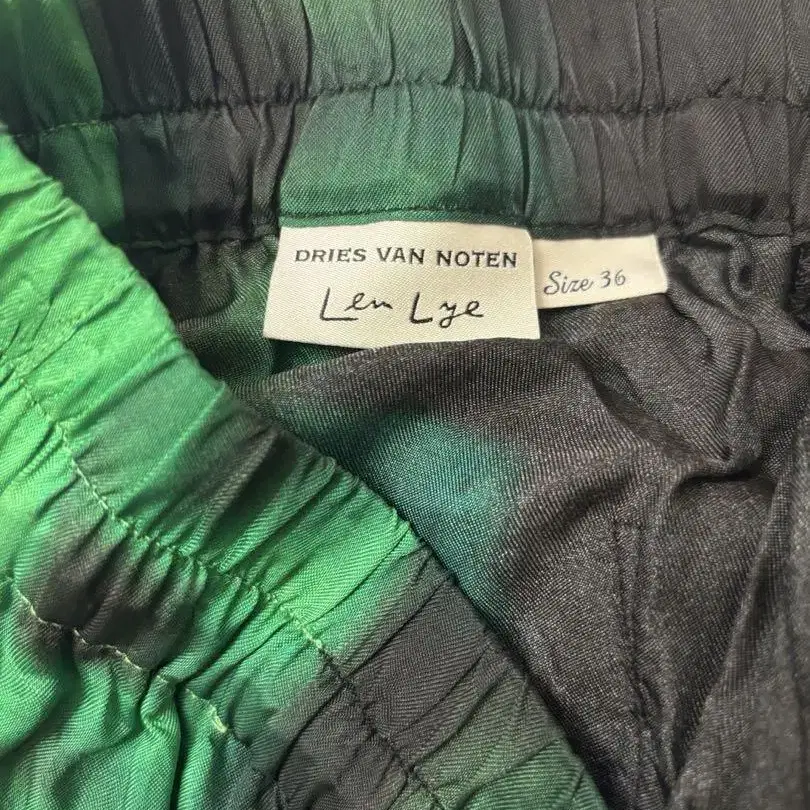 DRIES VAN NOTEN
Len Lye
Size 36